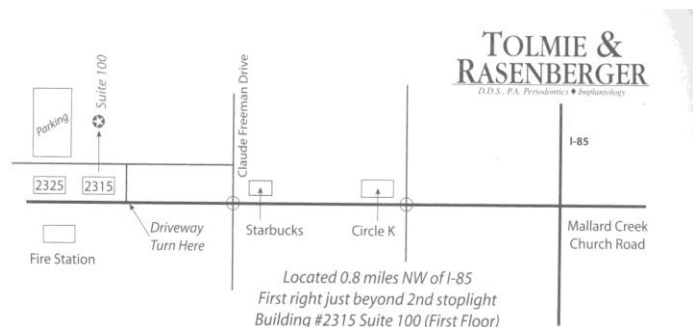 TOLMIE &
RASENBERGER
D.D.S., P.A. Periodontics ♦ Implantology
Parking
Suite 100
Claude Freeman Drive
I-85
2325
2315
Driveway
Turn Here
Starbucks
Circle K
Mallard Creek
Church Road
Fire Station
Located 0.8 miles NW of I-85
First right just beyond 2nd stoplight
Building #2315 Suite 100 (First Floor)